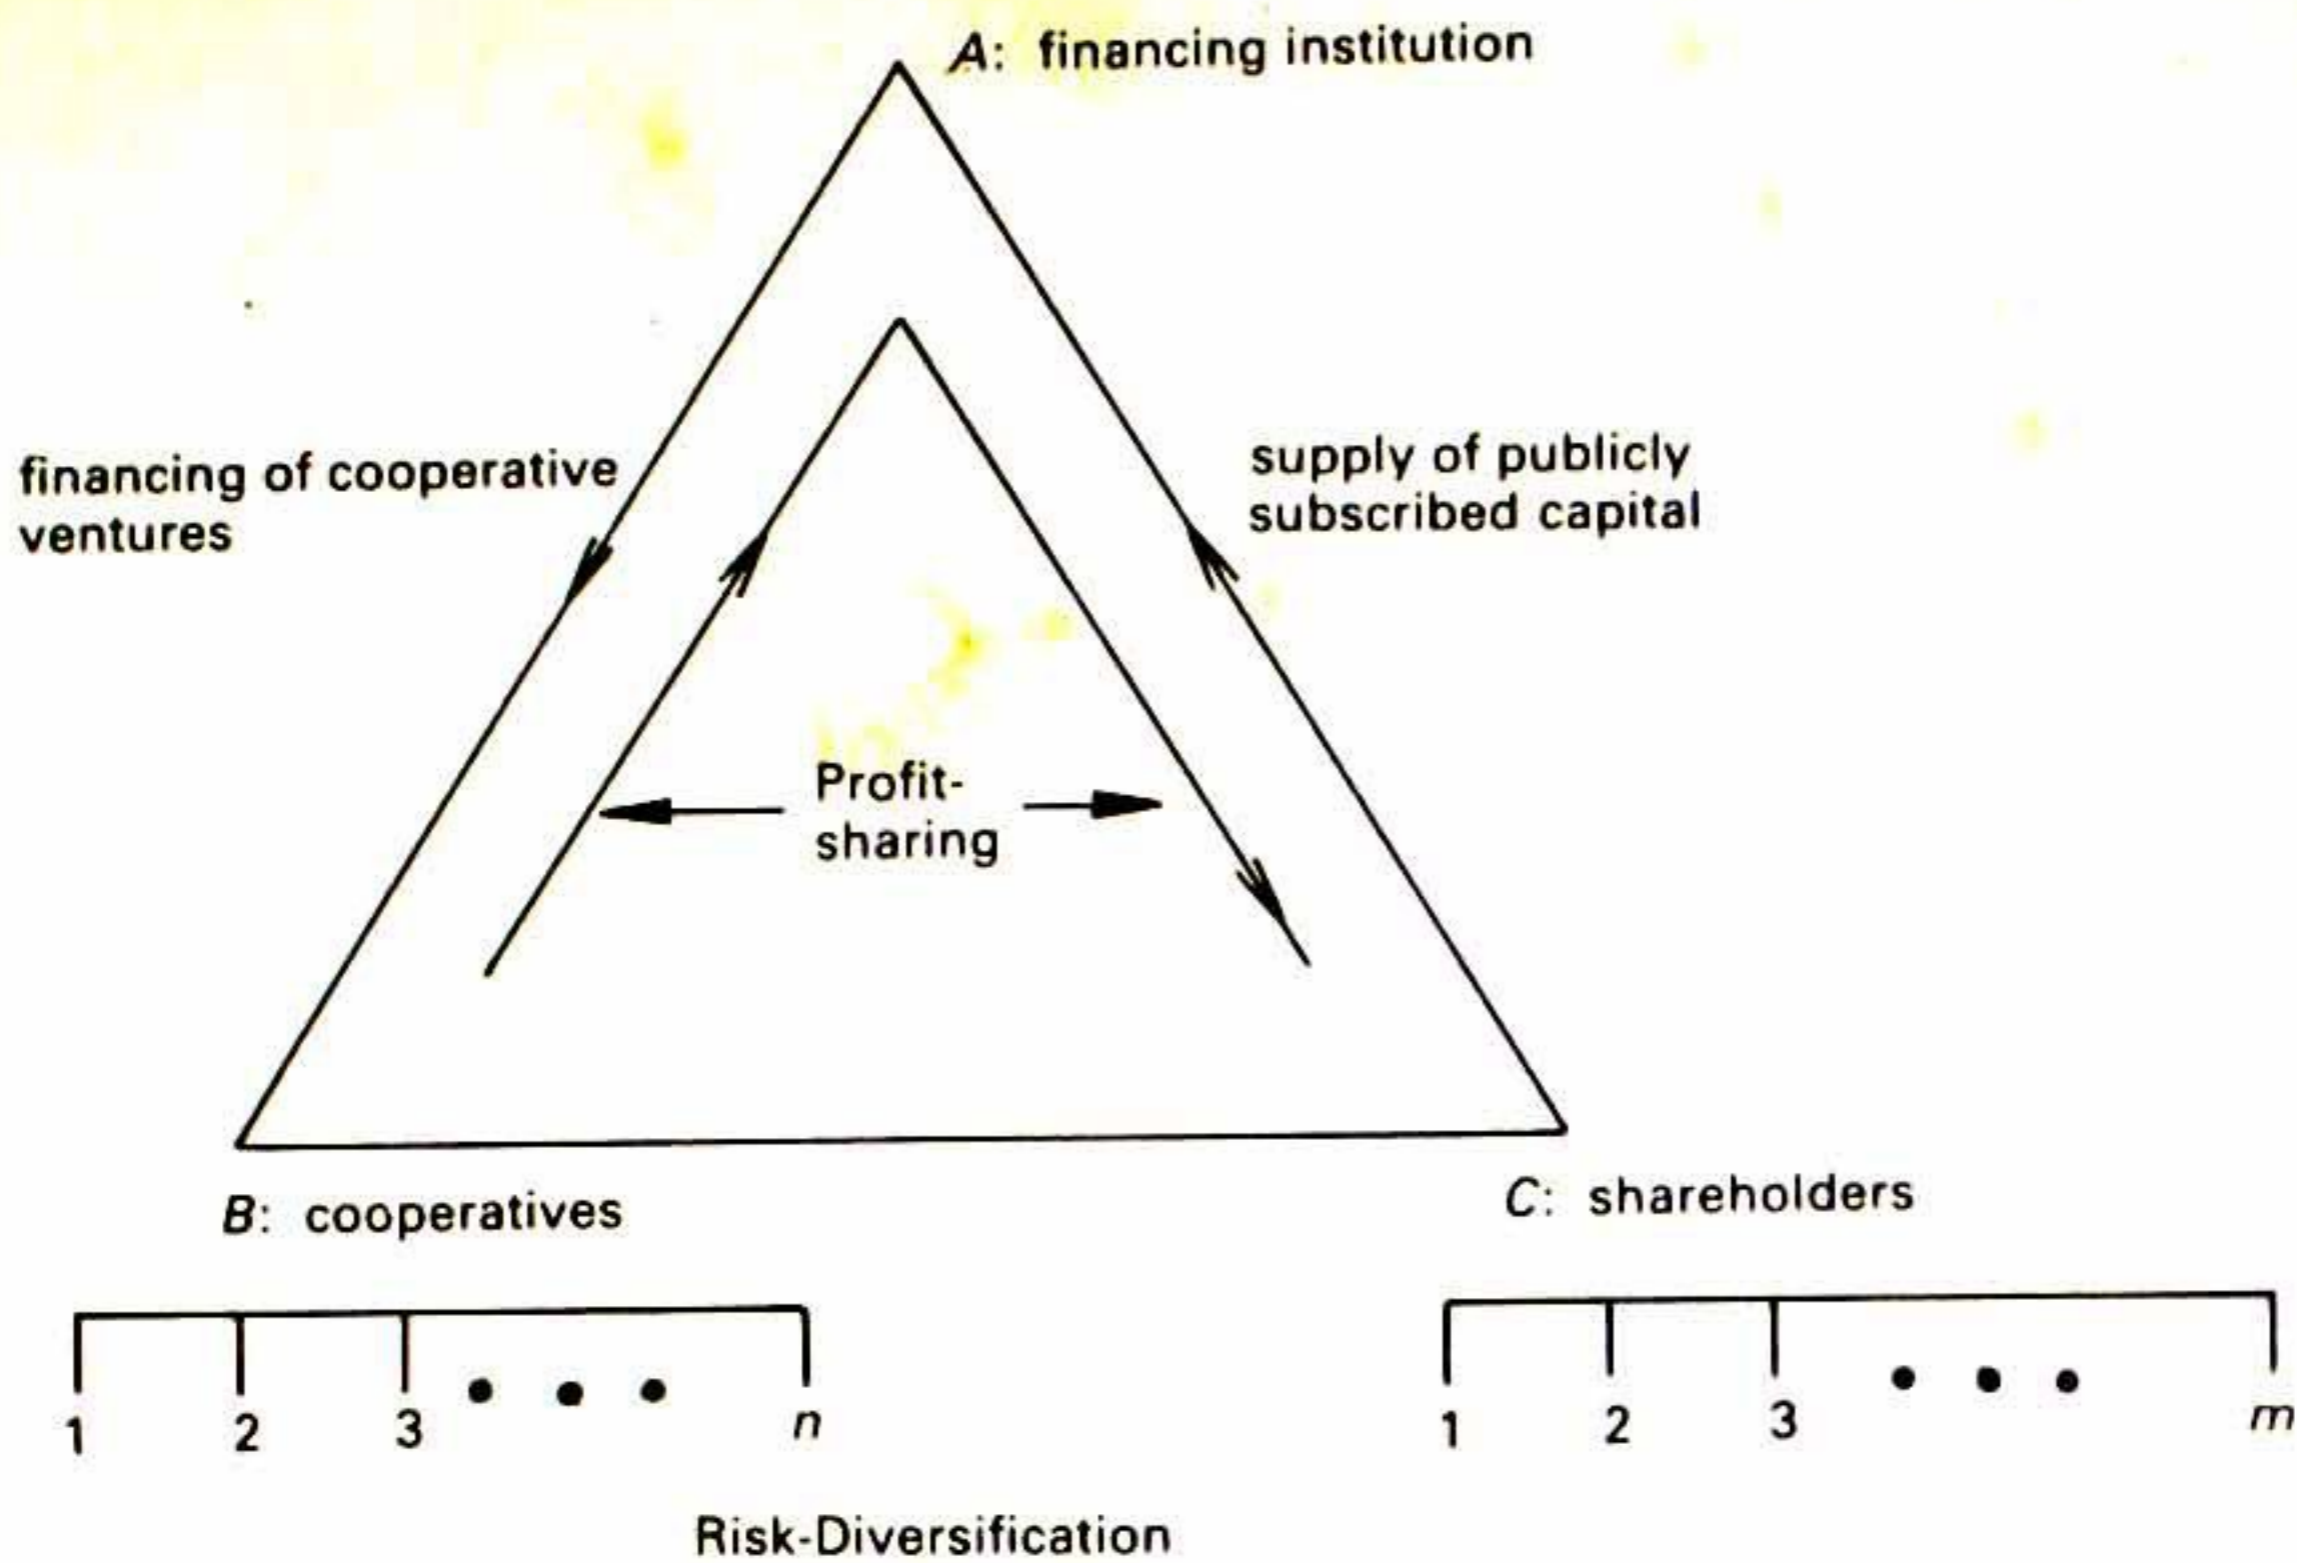 A: financing institution
financing of cooperative
ventures
supply of publicly
subscribed capital
Profit-
sharing
B: cooperatives
C: shareholders
1 2 3 • • • n
1 2 3 • • • m
Risk-Diversification